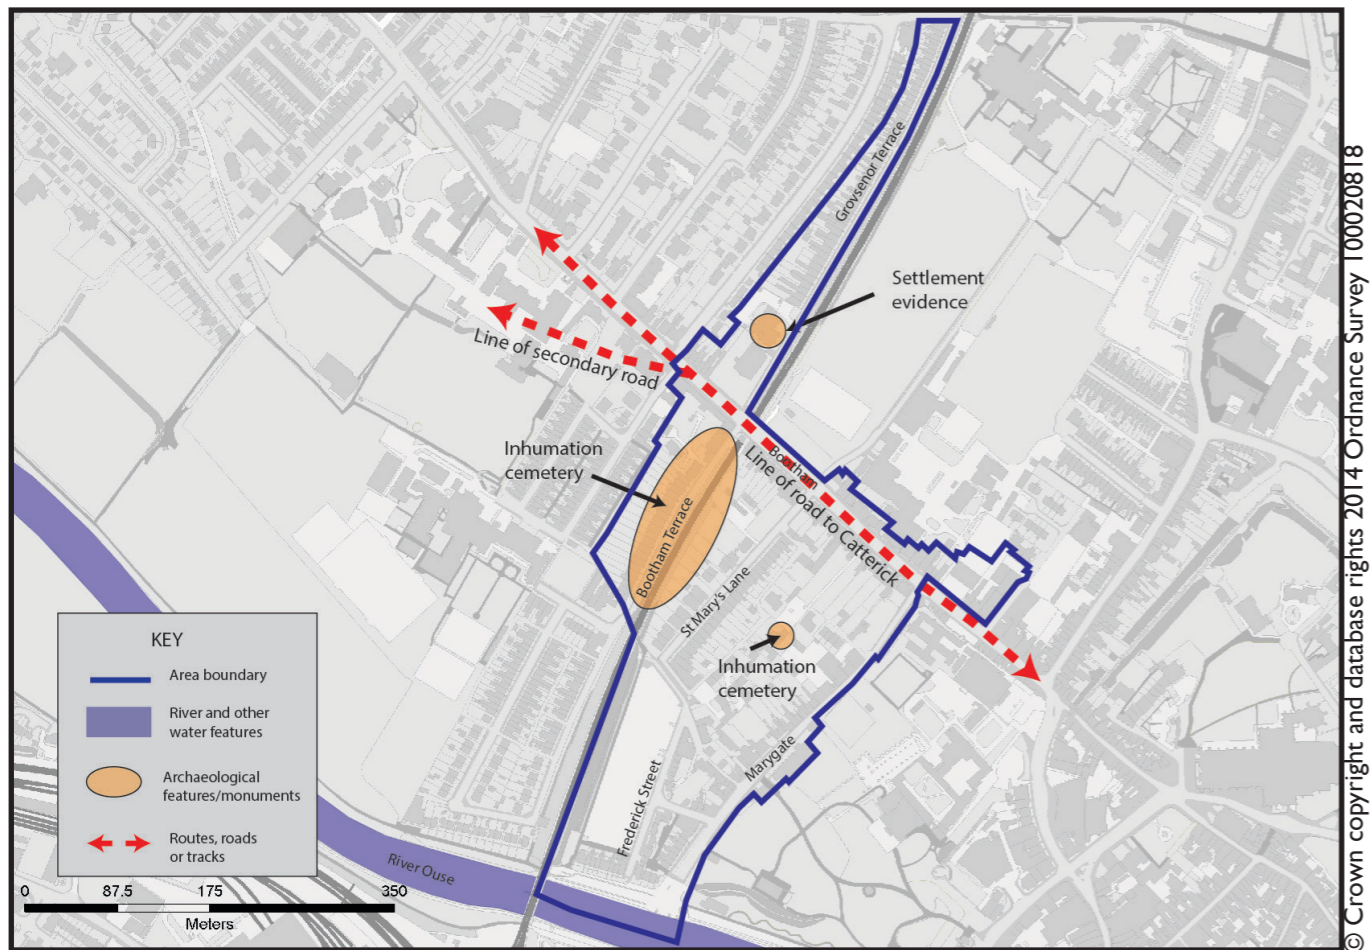 Grovsenor Terrace
Settlement
evidence
Line of secondary road
Bootham
Line of road to Catterick
Inhumation
cemetery
Bootham Terrace
St Mary's Lane
Inhumation
cemetery
Marygate
Frederick Street
River Ouse
KEY
Area boundary
River and other
water features
Archaeological
features/monuments
Routes, roads
or tracks
0 87.5 175 350
Meters
© Crown copyright and database rights 2014 Ordnance Survey 100020818